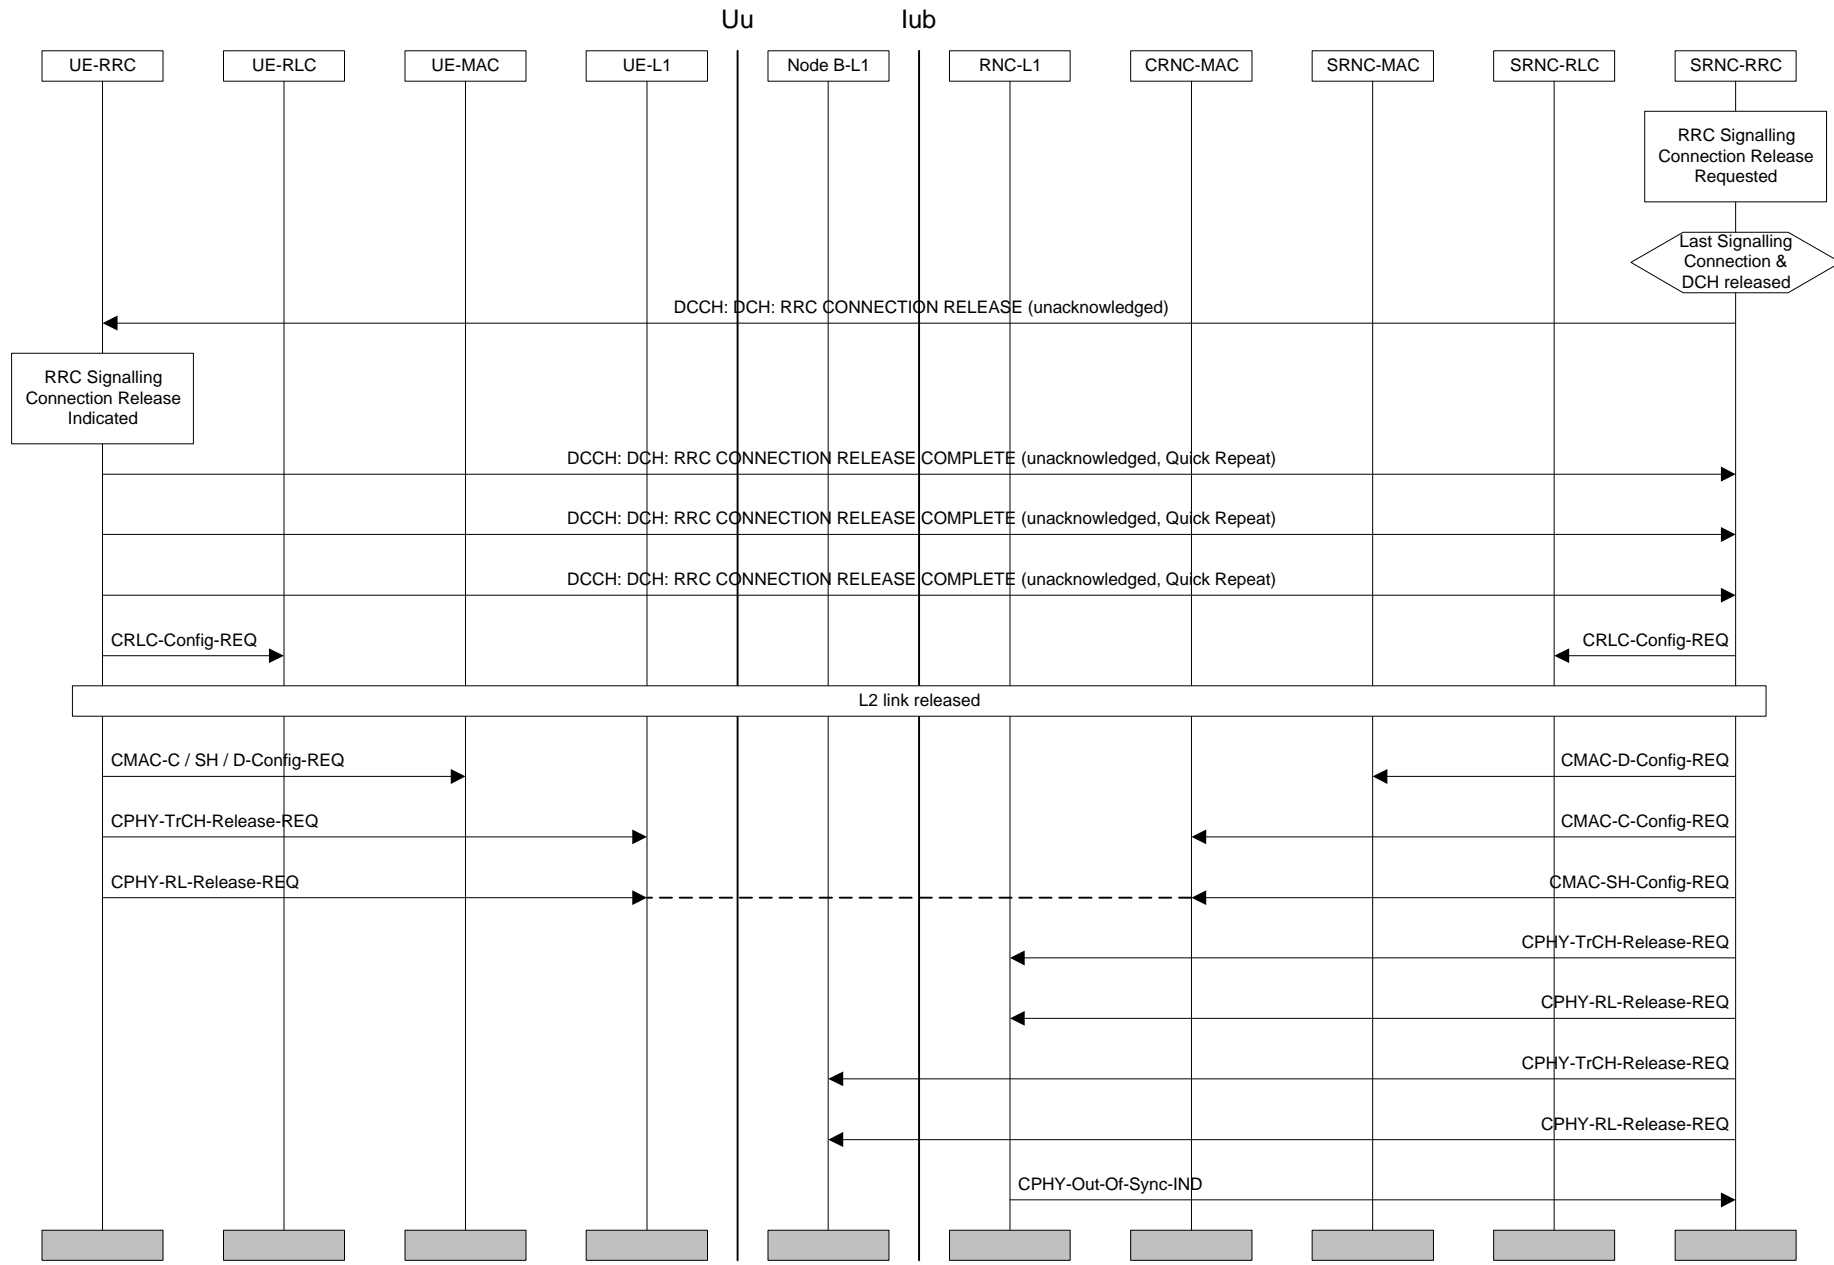 Uu Iub
UE-RRC UE-RLC UE-MAC UE-L1 Node B-L1 RNC-L1 CRNC-MAC SRNC-MAC SRNC-RLC SRNC-RRC
RRC Signalling
Connection Release
Requested
Last Signalling
Connection &
DCH released
DCCH: DCH: RRC CONNECTION RELEASE (unacknowledged)
RRC Signalling
Connection Release
Indicated
DCCH: DCH: RRC CONNECTION RELEASE COMPLETE (unacknowledged, Quick Repeat)
DCCH: DCH: RRC CONNECTION RELEASE COMPLETE (unacknowledged, Quick Repeat)
DCCH: DCH: RRC CONNECTION RELEASE COMPLETE (unacknowledged, Quick Repeat)
CRLC-Config-REQ CRLC-Config-REQ
L2 link released
CMAC-C / SH / D-Config-REQ CMAC-D-Config-REQ
CPHY-TrCH-Release-REQ CMAC-C-Config-REQ
CPHY-RL-Release-REQ CMAC-SH-Config-REQ
CPHY-TrCH-Release-REQ
CPHY-RL-Release-REQ
CPHY-TrCH-Release-REQ
CPHY-RL-Release-REQ
CPHY-Out-Of-Sync-IND